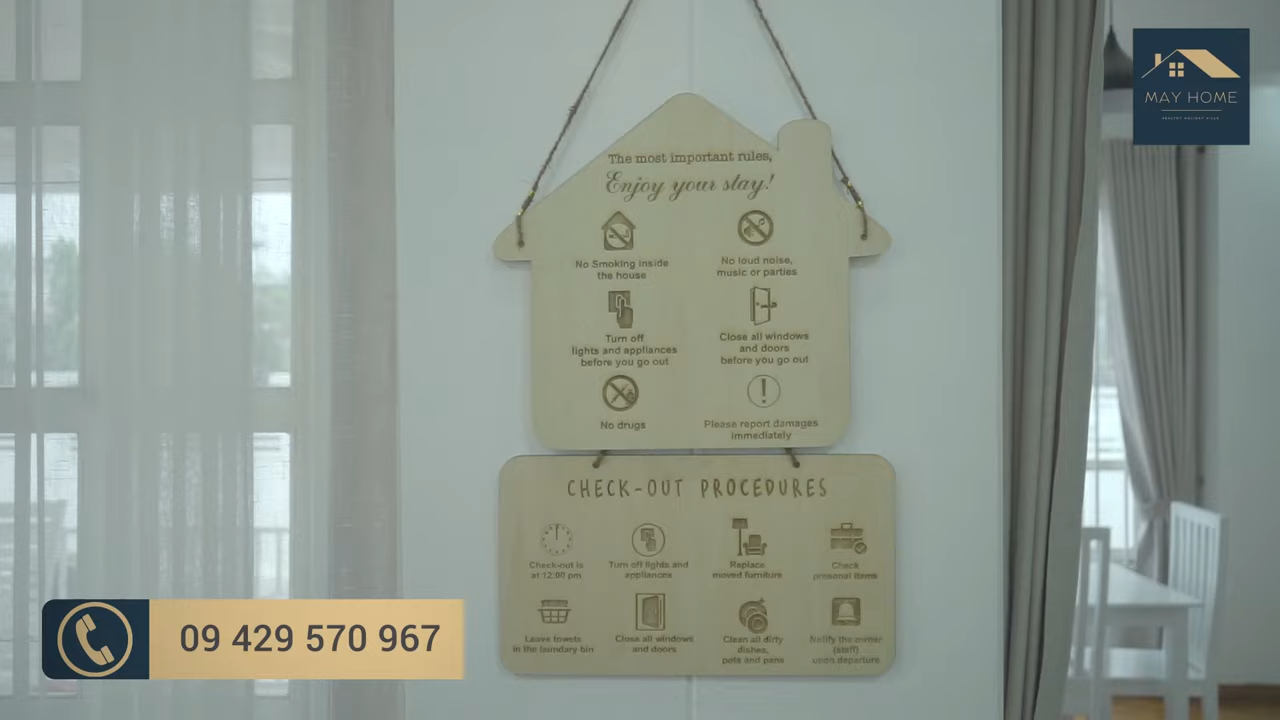 MAY HOME
HEALTHY HOLIDAY VILLA
The most important rules,
Enjoy your stay!
No Smoking inside
the house
No loud noise,
music or parties
Turn off
lights and appliances
before you go out
Close all windows
and doors
before you go out
No drugs
Please report damages
immediately
CHECK-OUT PROCEDURES
Check-out is
at 12:00 pm
Turn off lights and
appliances
Replace
moved furniture
Check
personal items
Leave towels
in the laundary bin
Close all windows
and doors
Clean all dirty
dishes,
pots and pans
Notify the owner
(staff)
upon departure
09 429 570 967